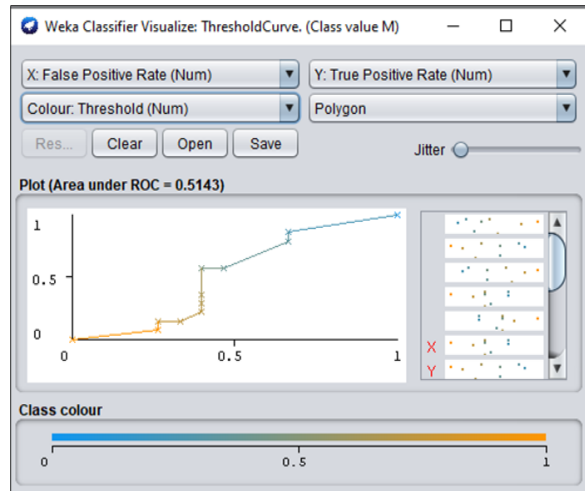 Weka Classifier Visualize: ThresholdCurve. (Class value M)
X: False Positive Rate (Num) Y: True Positive Rate (Num)
Colour: Threshold (Num) Polygon
Res... Clear Open Save Jitter
Plot (Area under ROC = 0.5143)
1
0.5
0
0 0.5 1
X
Y
Class colour
0 0.5 1